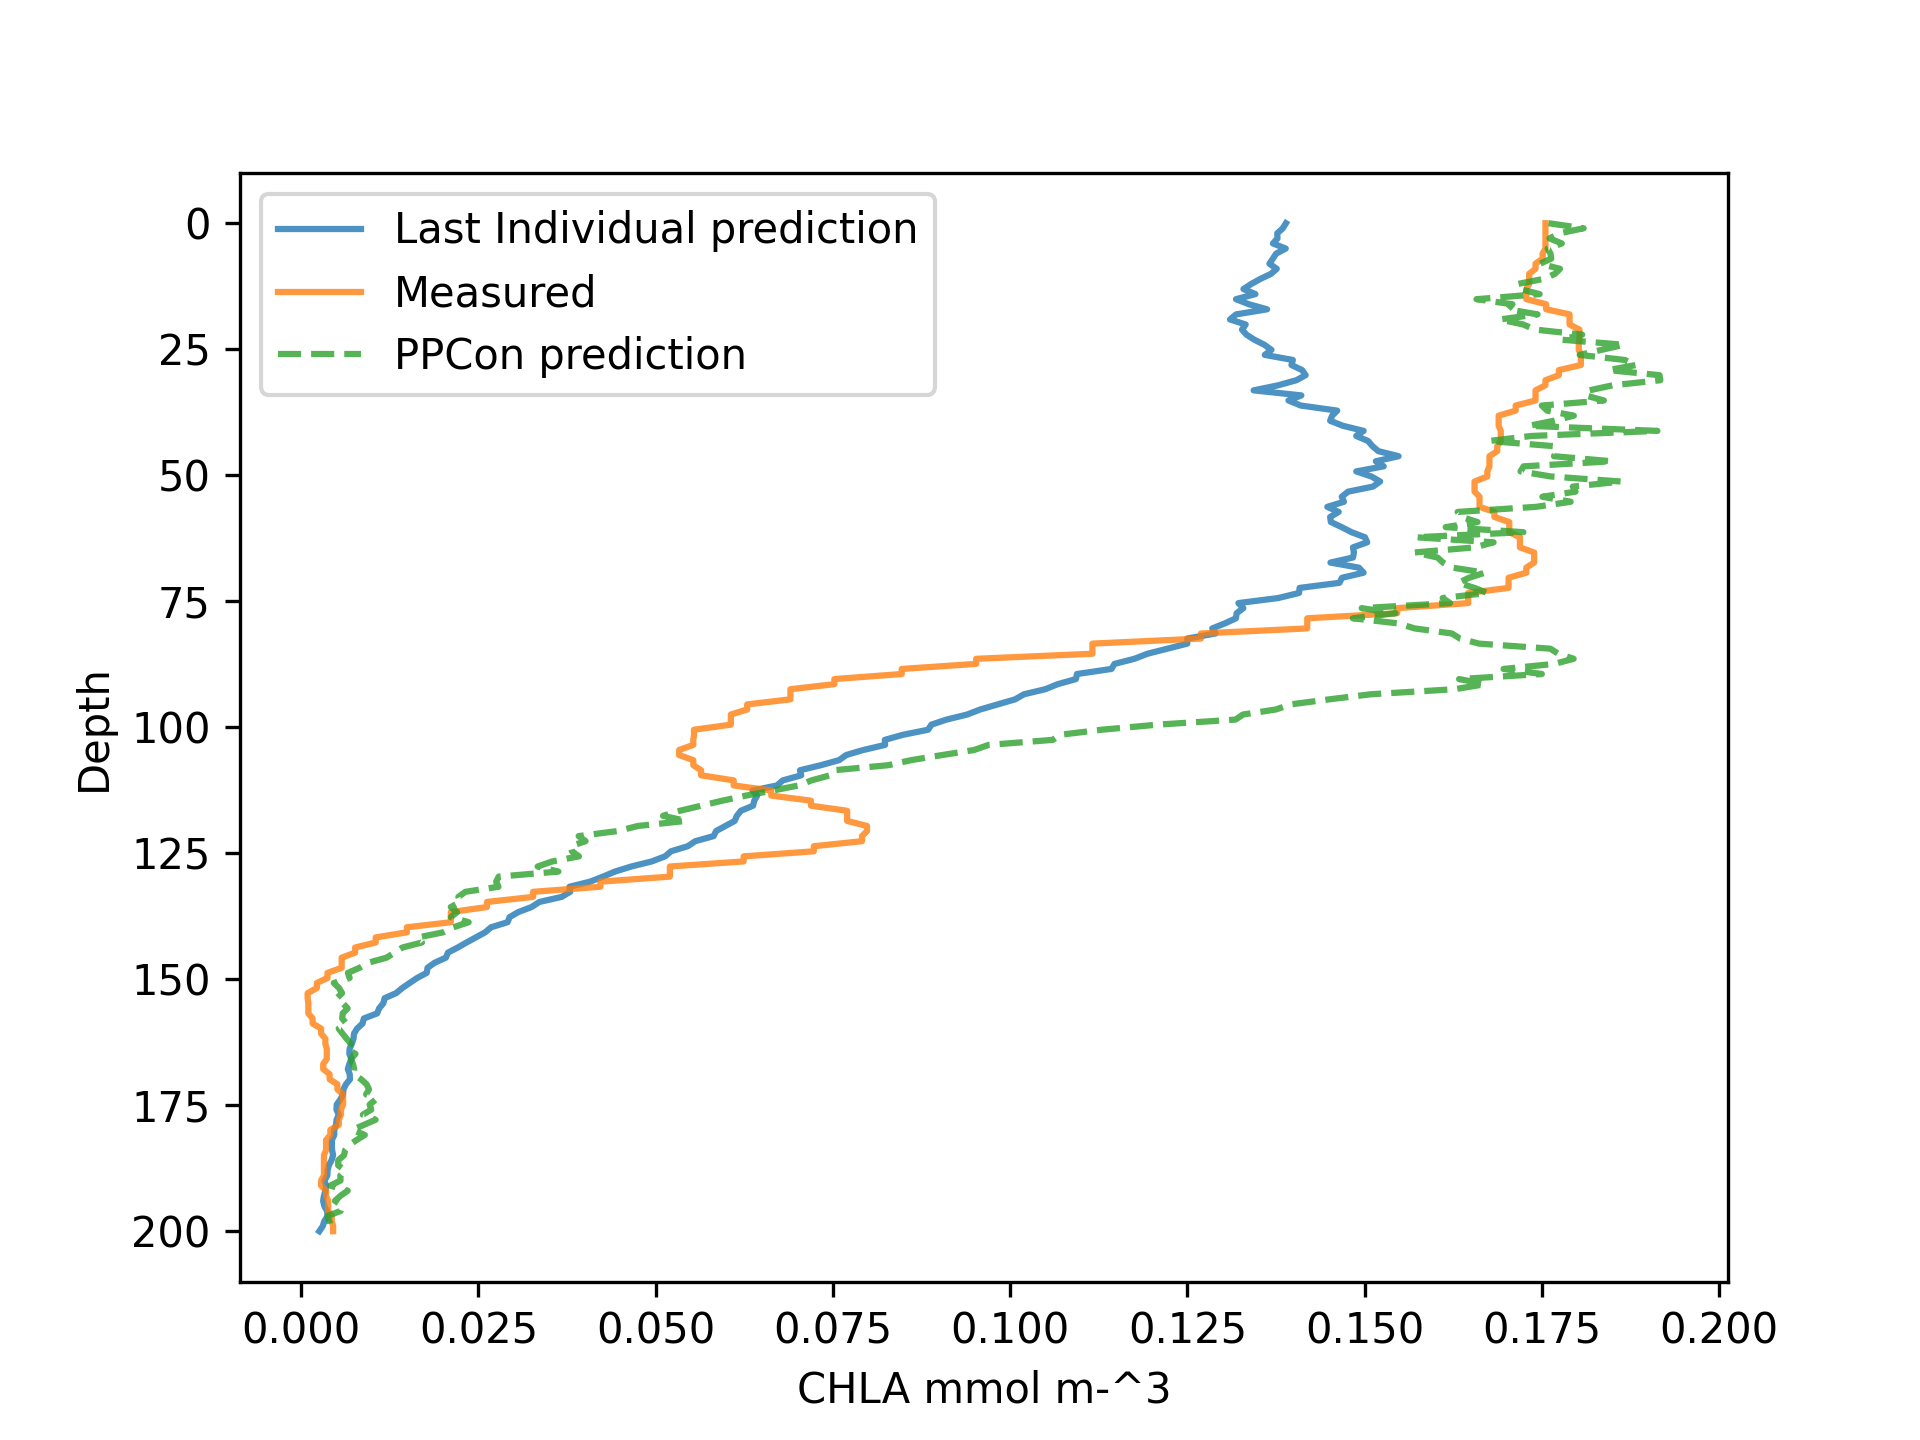 Last Individual prediction
Measured
PPCon prediction
0
25
50
75
100
125
150
175
200
Depth
0.000 0.025 0.050 0.075 0.100 0.125 0.150 0.175 0.200
CHLA mmol m-^3